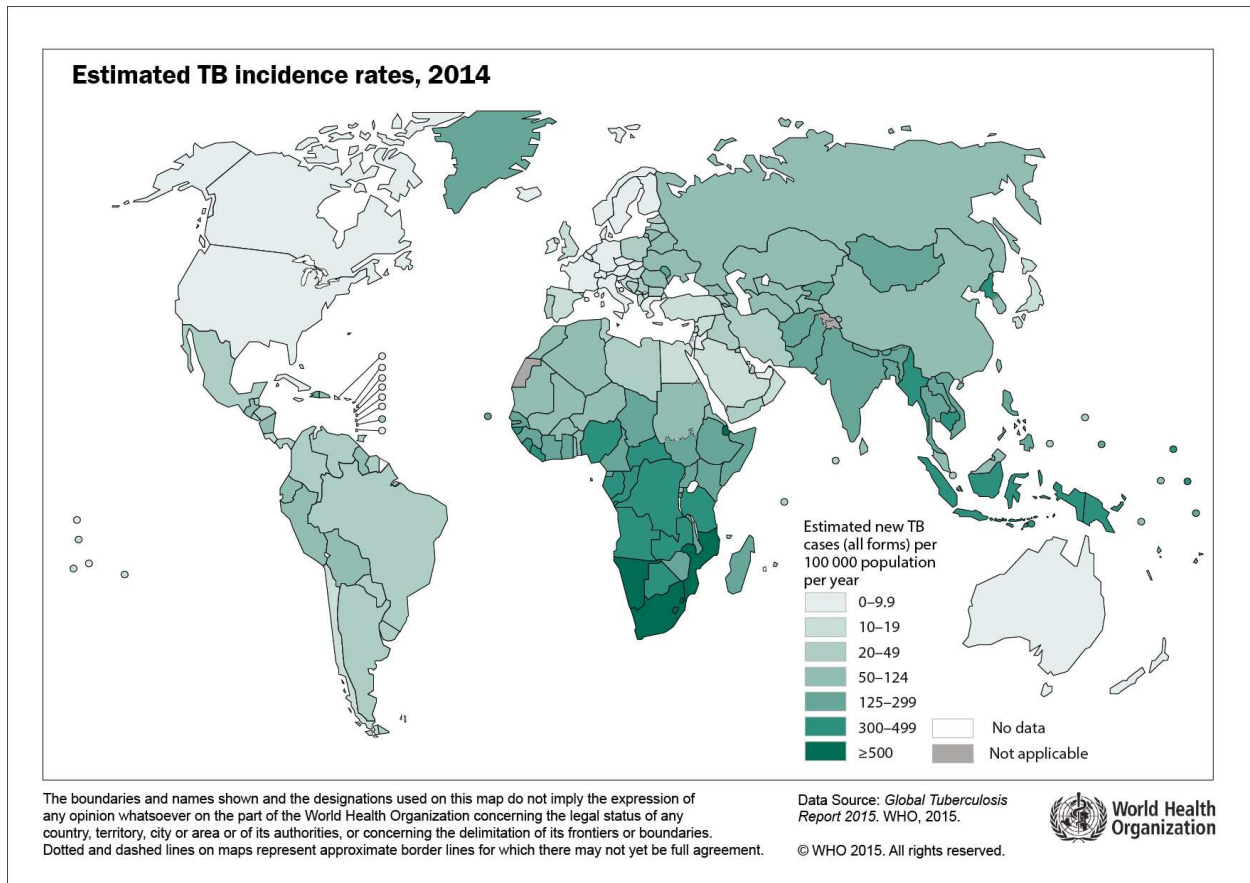 Estimated TB incidence rates, 2014
Estimated new TB
cases (all forms) per
100 000 population
per year
0–9.9
10–19
20–49
50–124
125–299
300–499
≥500
No data
Not applicable
The boundaries and names shown and the designations used on this map do not imply the expression of
any opinion whatsoever on the part of the World Health Organization concerning the legal status of any
country, territory, city or area or of its authorities, or concerning the delimitation of its frontiers or boundaries.
Dotted and dashed lines on maps represent approximate border lines for which there may not yet be full agreement.
Data Source: Global Tuberculosis
Report 2015. WHO, 2015.
© WHO 2015. All rights reserved.
World Health
Organization